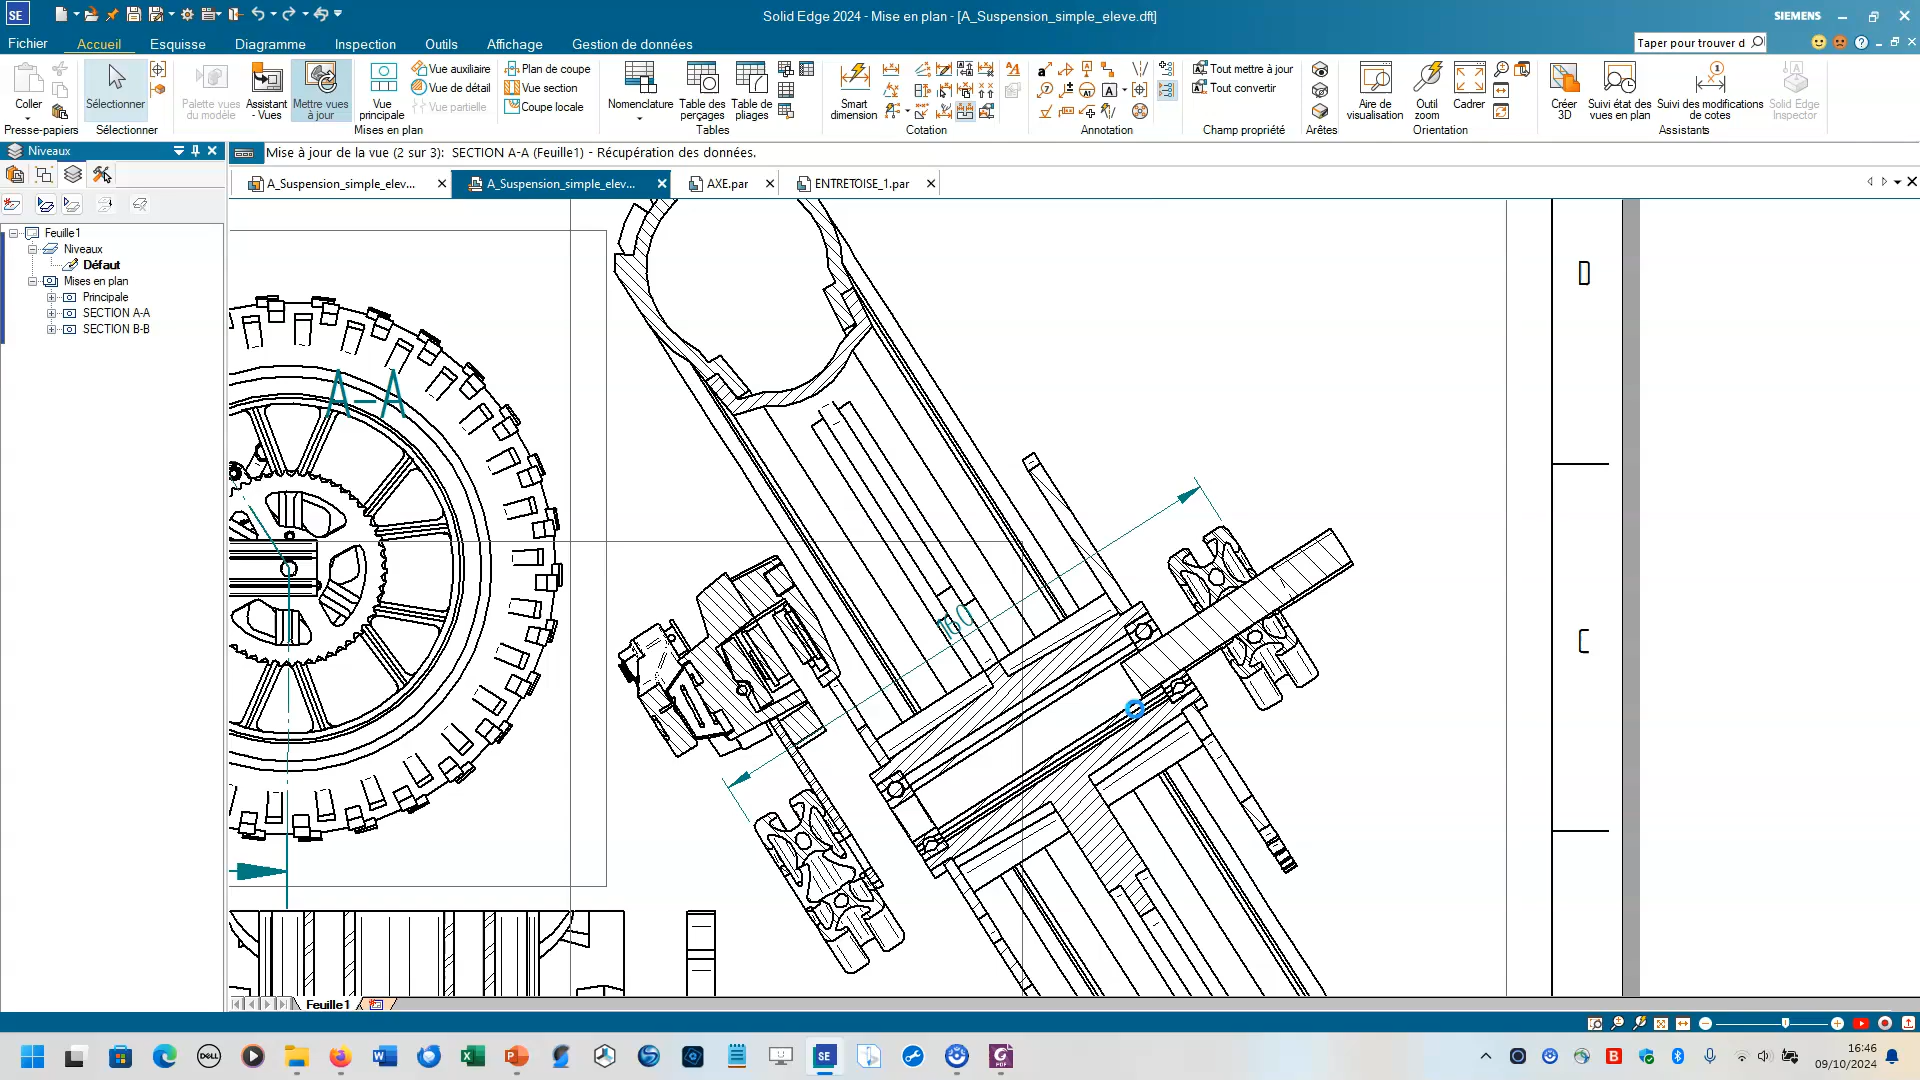 SE
Solid Edge 2024 - Mise en plan - [A_Suspension_simple_eleve.dft]
SIEMENS
Fichier
Accueil
Esquisse
Diagramme
Inspection
Outils
Affichage
Gestion de données
Taper pour trouver d
Coller
Sélectionner
Palette vues du modèle
Assistant - Vues
Mettre vues à jour
Vue principale
Vue auxiliaire
Vue de détail
Vue partielle
Plan de coupe
Vue section
Coupe locale
Nomenclature
Table des perçages
Table de pliages
Smart dimension
Tout mettre à jour
Tout convertir
Aire de visualisation
Outil zoom
Cadrer
Créer 3D
Suivi état des vues en plan
Suivi des modifications de cotes
Solid Edge Inspector
Presse-papiers
Sélectionner
Mises en plan
Tables
Cotation
Annotation
Champ propriété
Arêtes
Orientation
Assistants
Niveaux
Mise à jour de la vue (2 sur 3): SECTION A-A (Feuille1) - Récupération des données.
A_Suspension_simple_elev...
A_Suspension_simple_elev...
AXE.par
ENTRETOISE_1.par
Feuille1
Niveaux
Défaut
Mises en plan
Principale
SECTION A-A
SECTION B-B
A-A
160
D
C
Feuille1
16:46
09/10/2024